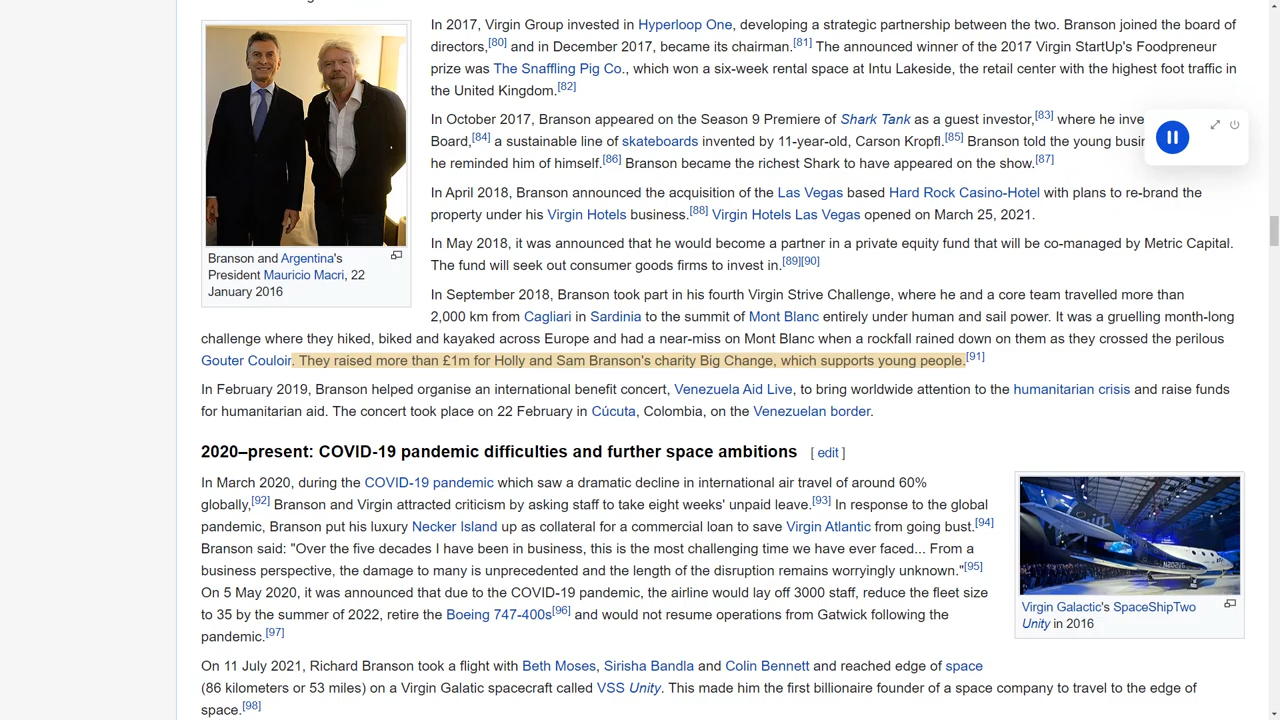 In 2017, Virgin Group invested in Hyperloop One, developing a strategic partnership between the two. Branson joined the board of
directors,[80] and in December 2017, became its chairman.[81] The announced winner of the 2017 Virgin StartUp's Foodpreneur
prize was The Snaffling Pig Co., which won a six-week rental space at Intu Lakeside, the retail center with the highest foot traffic in
the United Kingdom.[82]
In October 2017, Branson appeared on the Season 9 Premiere of Shark Tank as a guest investor,[83] where he inve
Board,[84] a sustainable line of skateboards invented by 11-year-old, Carson Kropfl.[85] Branson told the young busin
he reminded him of himself.[86] Branson became the richest Shark to have appeared on the show.[87]
In April 2018, Branson announced the acquisition of the Las Vegas based Hard Rock Casino-Hotel with plans to re-brand the
property under his Virgin Hotels business.[88] Virgin Hotels Las Vegas opened on March 25, 2021.
In May 2018, it was announced that he would become a partner in a private equity fund that will be co-managed by Metric Capital.
The fund will seek out consumer goods firms to invest in.[89][90]
Branson and Argentina's
President Mauricio Macri, 22
January 2016
In September 2018, Branson took part in his fourth Virgin Strive Challenge, where he and a core team travelled more than
2,000 km from Cagliari in Sardinia to the summit of Mont Blanc entirely under human and sail power. It was a gruelling month-long
challenge where they hiked, biked and kayaked across Europe and had a near-miss on Mont Blanc when a rockfall rained down on them as they crossed the perilous
Gouter Couloir. They raised more than £1m for Holly and Sam Branson's charity Big Change, which supports young people.[91]
In February 2019, Branson helped organise an international benefit concert, Venezuela Aid Live, to bring worldwide attention to the humanitarian crisis and raise funds
for humanitarian aid. The concert took place on 22 February in Cúcuta, Colombia, on the Venezuelan border.
2020–present: COVID-19 pandemic difficulties and further space ambitions [ edit ]
In March 2020, during the COVID-19 pandemic which saw a dramatic decline in international air travel of around 60%
globally,[92] Branson and Virgin attracted criticism by asking staff to take eight weeks' unpaid leave.[93] In response to the global
pandemic, Branson put his luxury Necker Island up as collateral for a commercial loan to save Virgin Atlantic from going bust.[94]
Branson said: "Over the five decades I have been in business, this is the most challenging time we have ever faced... From a
business perspective, the damage to many is unprecedented and the length of the disruption remains worryingly unknown."[95]
On 5 May 2020, it was announced that due to the COVID-19 pandemic, the airline would lay off 3000 staff, reduce the fleet size
to 35 by the summer of 2022, retire the Boeing 747-400s[96] and would not resume operations from Gatwick following the
pandemic.[97]
Virgin Galactic's SpaceShipTwo
Unity in 2016
On 11 July 2021, Richard Branson took a flight with Beth Moses, Sirisha Bandla and Colin Bennett and reached edge of space
(86 kilometers or 53 miles) on a Virgin Galatic spacecraft called VSS Unity. This made him the first billionaire founder of a space company to travel to the edge of
space.[98]